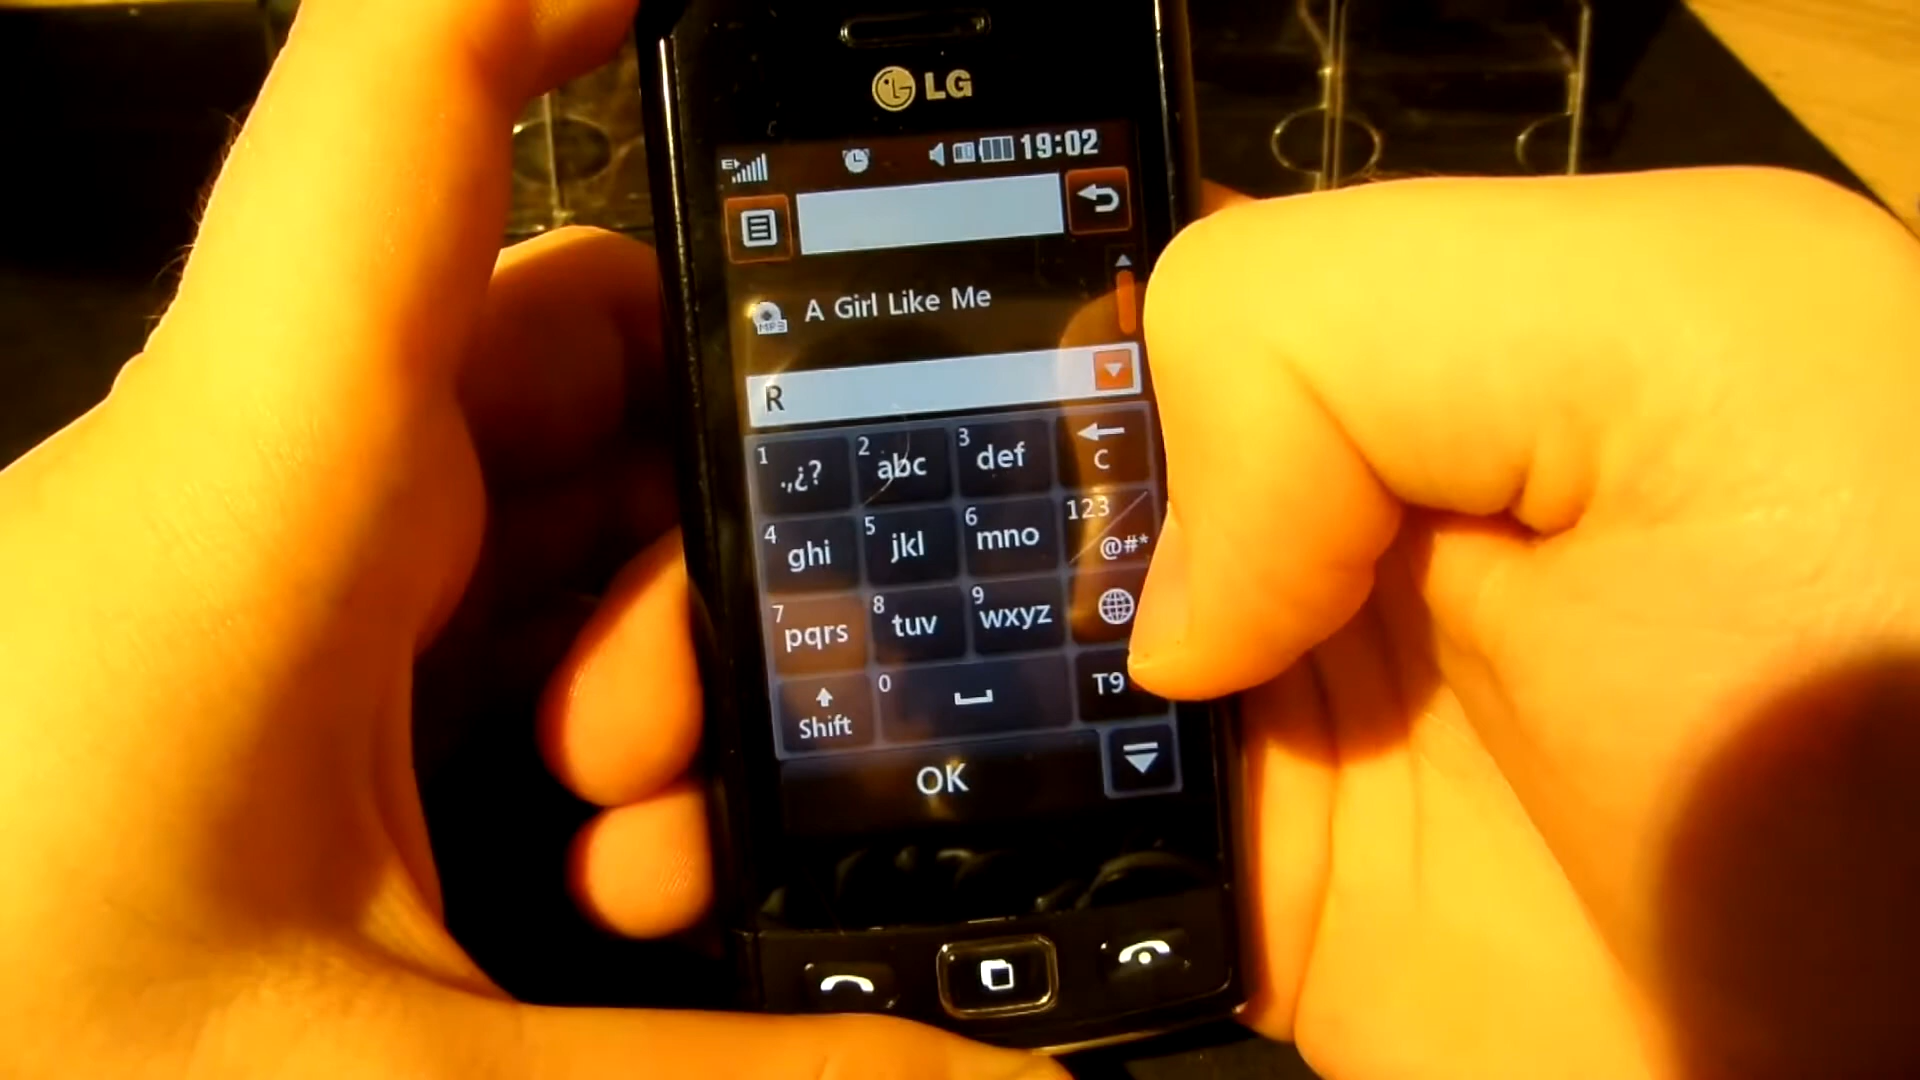 LG
19:02
A Girl Like Me
MP3
R
1 .,¿? 2 abc 3 def C
4 ghi 5 jkl 6 mno 123 @#*
7 pqrs 8 tuv 9 wxyz
Shift 0 T9
OK